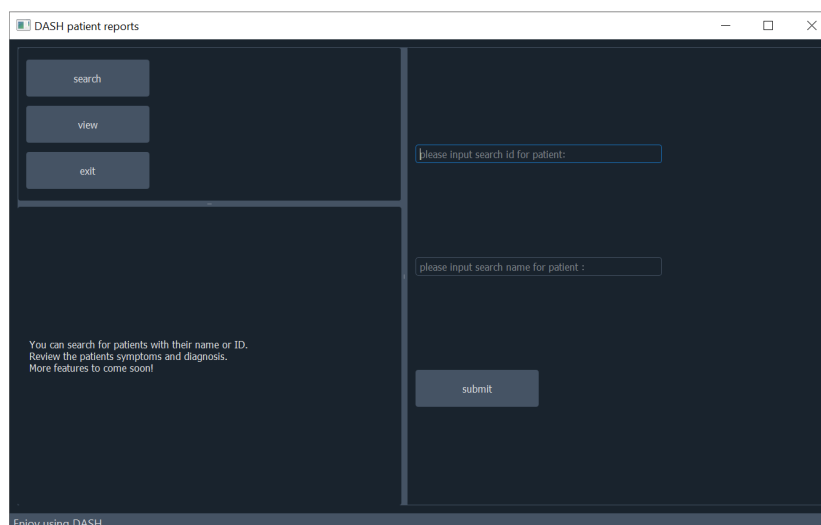 DASH patient reports
search
view
exit
please input search id for patient:
please input search name for patient :
You can search for patients with their name or ID.
Review the patients symptoms and diagnosis.
More features to come soon!
submit
Enjoy using DASH